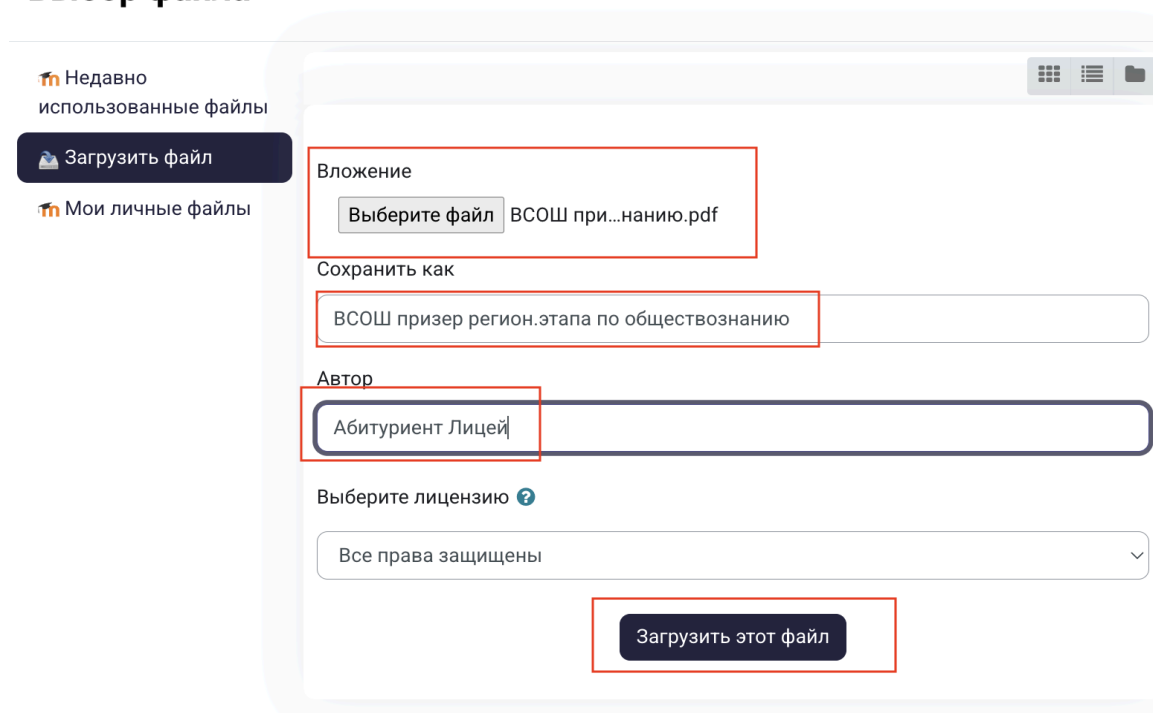 Недавно
использованные файлы
Загрузить файл
Мои личные файлы
Вложение
Выберите файл ВСОШ при...нанию.pdf
Сохранить как
ВСОШ призер регион.этапа по обществознанию
Автор
Абитуриент Лицей
Выберите лицензию ?
Все права защищены
Загрузить этот файл